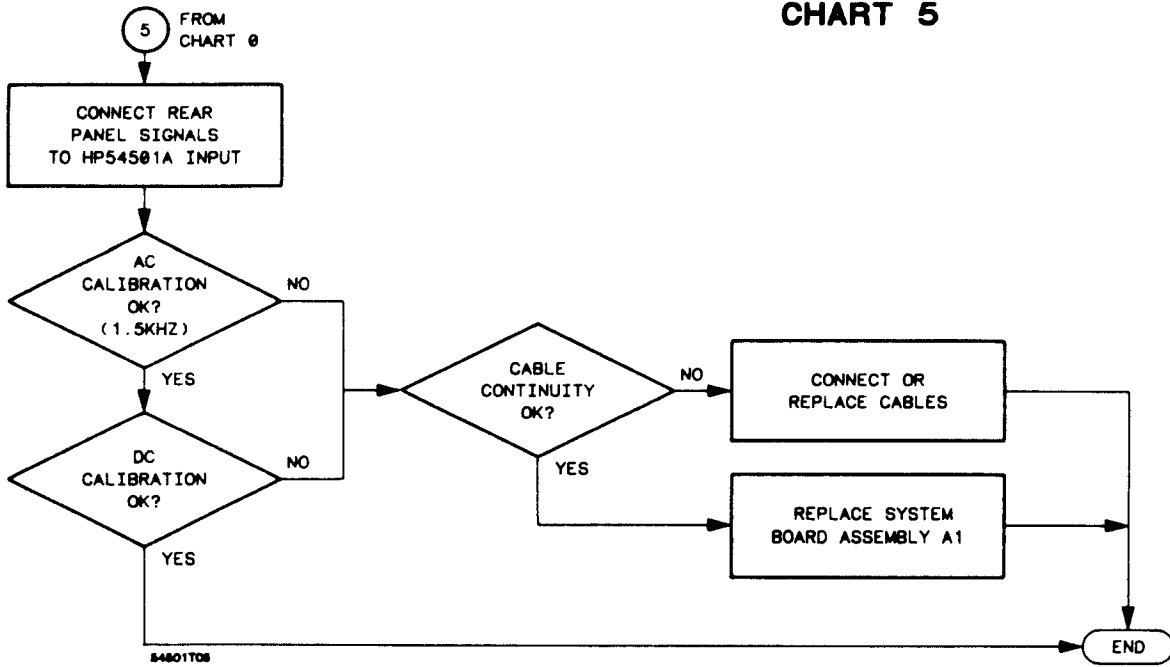 CHART 5
5
FROM
CHART 0
CONNECT REAR
PANEL SIGNALS
TO HP54501A INPUT
AC
CALIBRATION
OK?
(1.5KHZ)
NO
YES
DC
CALIBRATION
OK?
NO
YES
CABLE
CONTINUITY
OK?
NO
YES
CONNECT OR
REPLACE CABLES
REPLACE SYSTEM
BOARD ASSEMBLY A1
END
54501T05